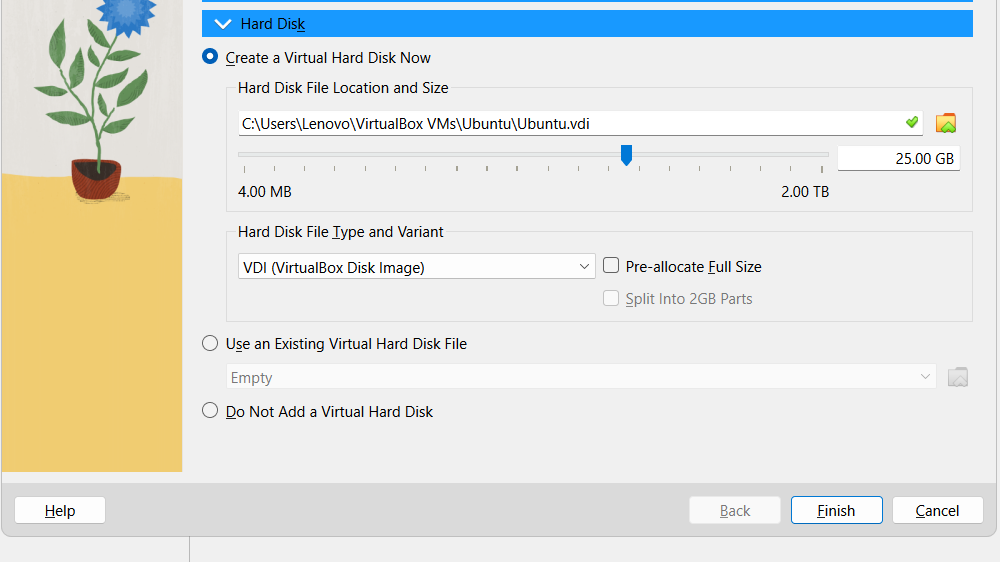 Hard Disk
Create a Virtual Hard Disk Now
Hard Disk File Location and Size
C:\Users\Lenovo\VirtualBox VMs\Ubuntu\Ubuntu.vdi
25.00 GB
4.00 MB 2.00 TB
Hard Disk File Type and Variant
VDI (VirtualBox Disk Image) Pre-allocate Full Size
Split Into 2GB Parts
Use an Existing Virtual Hard Disk File
Empty
Do Not Add a Virtual Hard Disk
Help Back Finish Cancel